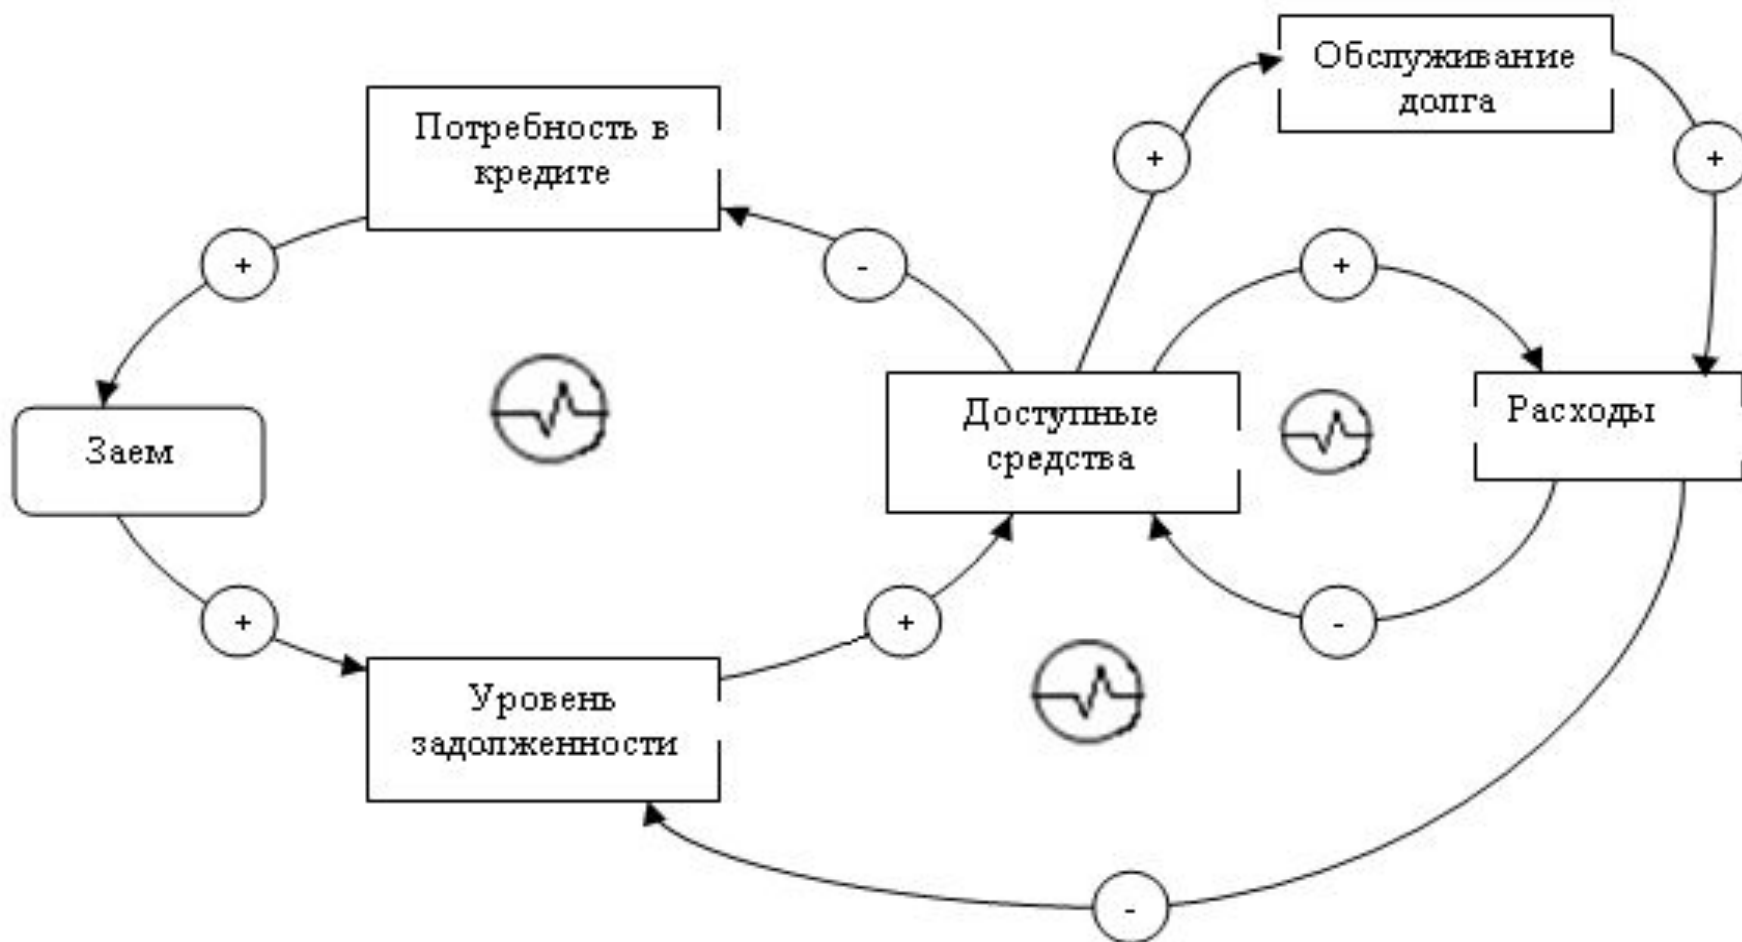 Обслуживание
долга
Потребность в
кредите
+
+
+
-
+
Заем
Доступные
средства
Расходы
+
+
-
Уровень
задолженности
-